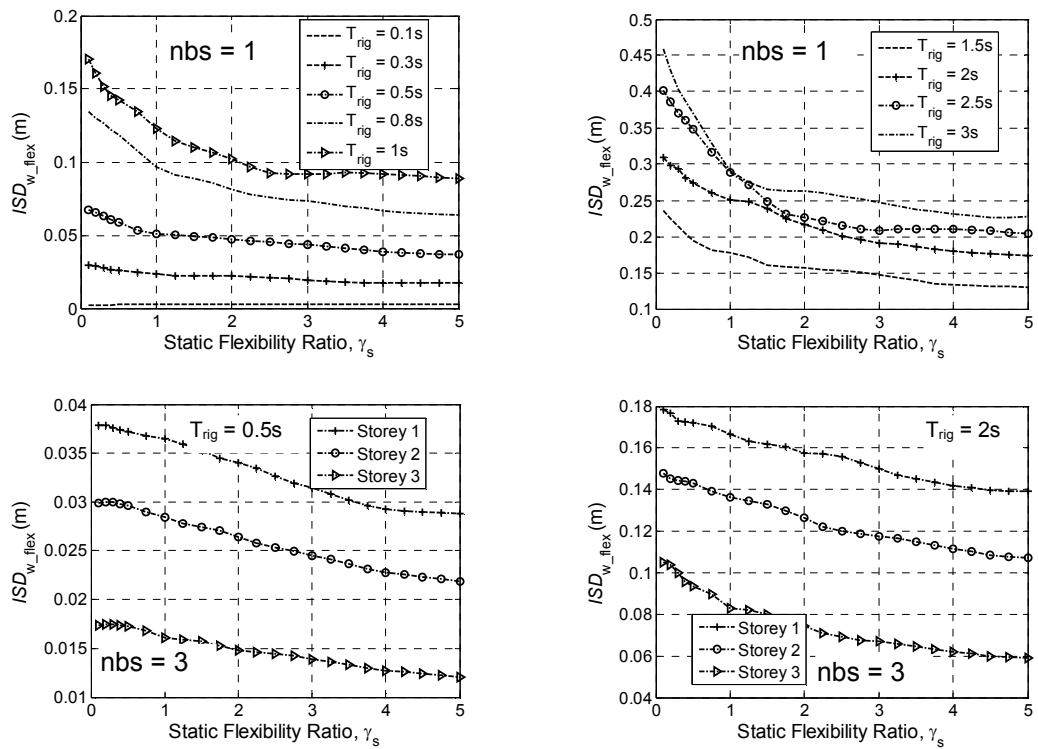 nbs = 1
T_rig = 0.1s
T_rig = 0.3s
T_rig = 0.5s
T_rig = 0.8s
T_rig = 1s
0.2
0.15
0.1
0.05
0
0 1 2 3 4 5
ISD_w_flex (m)
Static Flexibility Ratio, γ_s
nbs = 1
T_rig = 1.5s
T_rig = 2s
T_rig = 2.5s
T_rig = 3s
0.5
0.45
0.4
0.35
0.3
0.25
0.2
0.15
0.1
0 1 2 3 4 5
ISD_w_flex (m)
Static Flexibility Ratio, γ_s
T_rig = 0.5s
Storey 1
Storey 2
Storey 3
nbs = 3
0.04
0.035
0.03
0.025
0.02
0.015
0.01
0 1 2 3 4 5
ISD_w_flex (m)
Static Flexibility Ratio, γ_s
T_rig = 2s
Storey 1
Storey 2
Storey 3
nbs = 3
0.18
0.16
0.14
0.12
0.1
0.08
0.06
0.04
0 1 2 3 4 5
ISD_w_flex (m)
Static Flexibility Ratio, γ_s